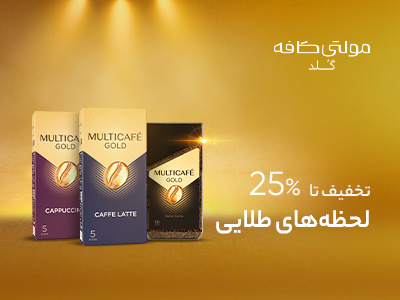 مولتی کافه
گلد
تخفیف تا 25%
لحظه‌های طلایی
MULTICAFÉ
GOLD
CAPPUCCIN
5
MULTICAFÉ
GOLD
CAFFE LATTE
5
MULTICAFÉ
GOLD